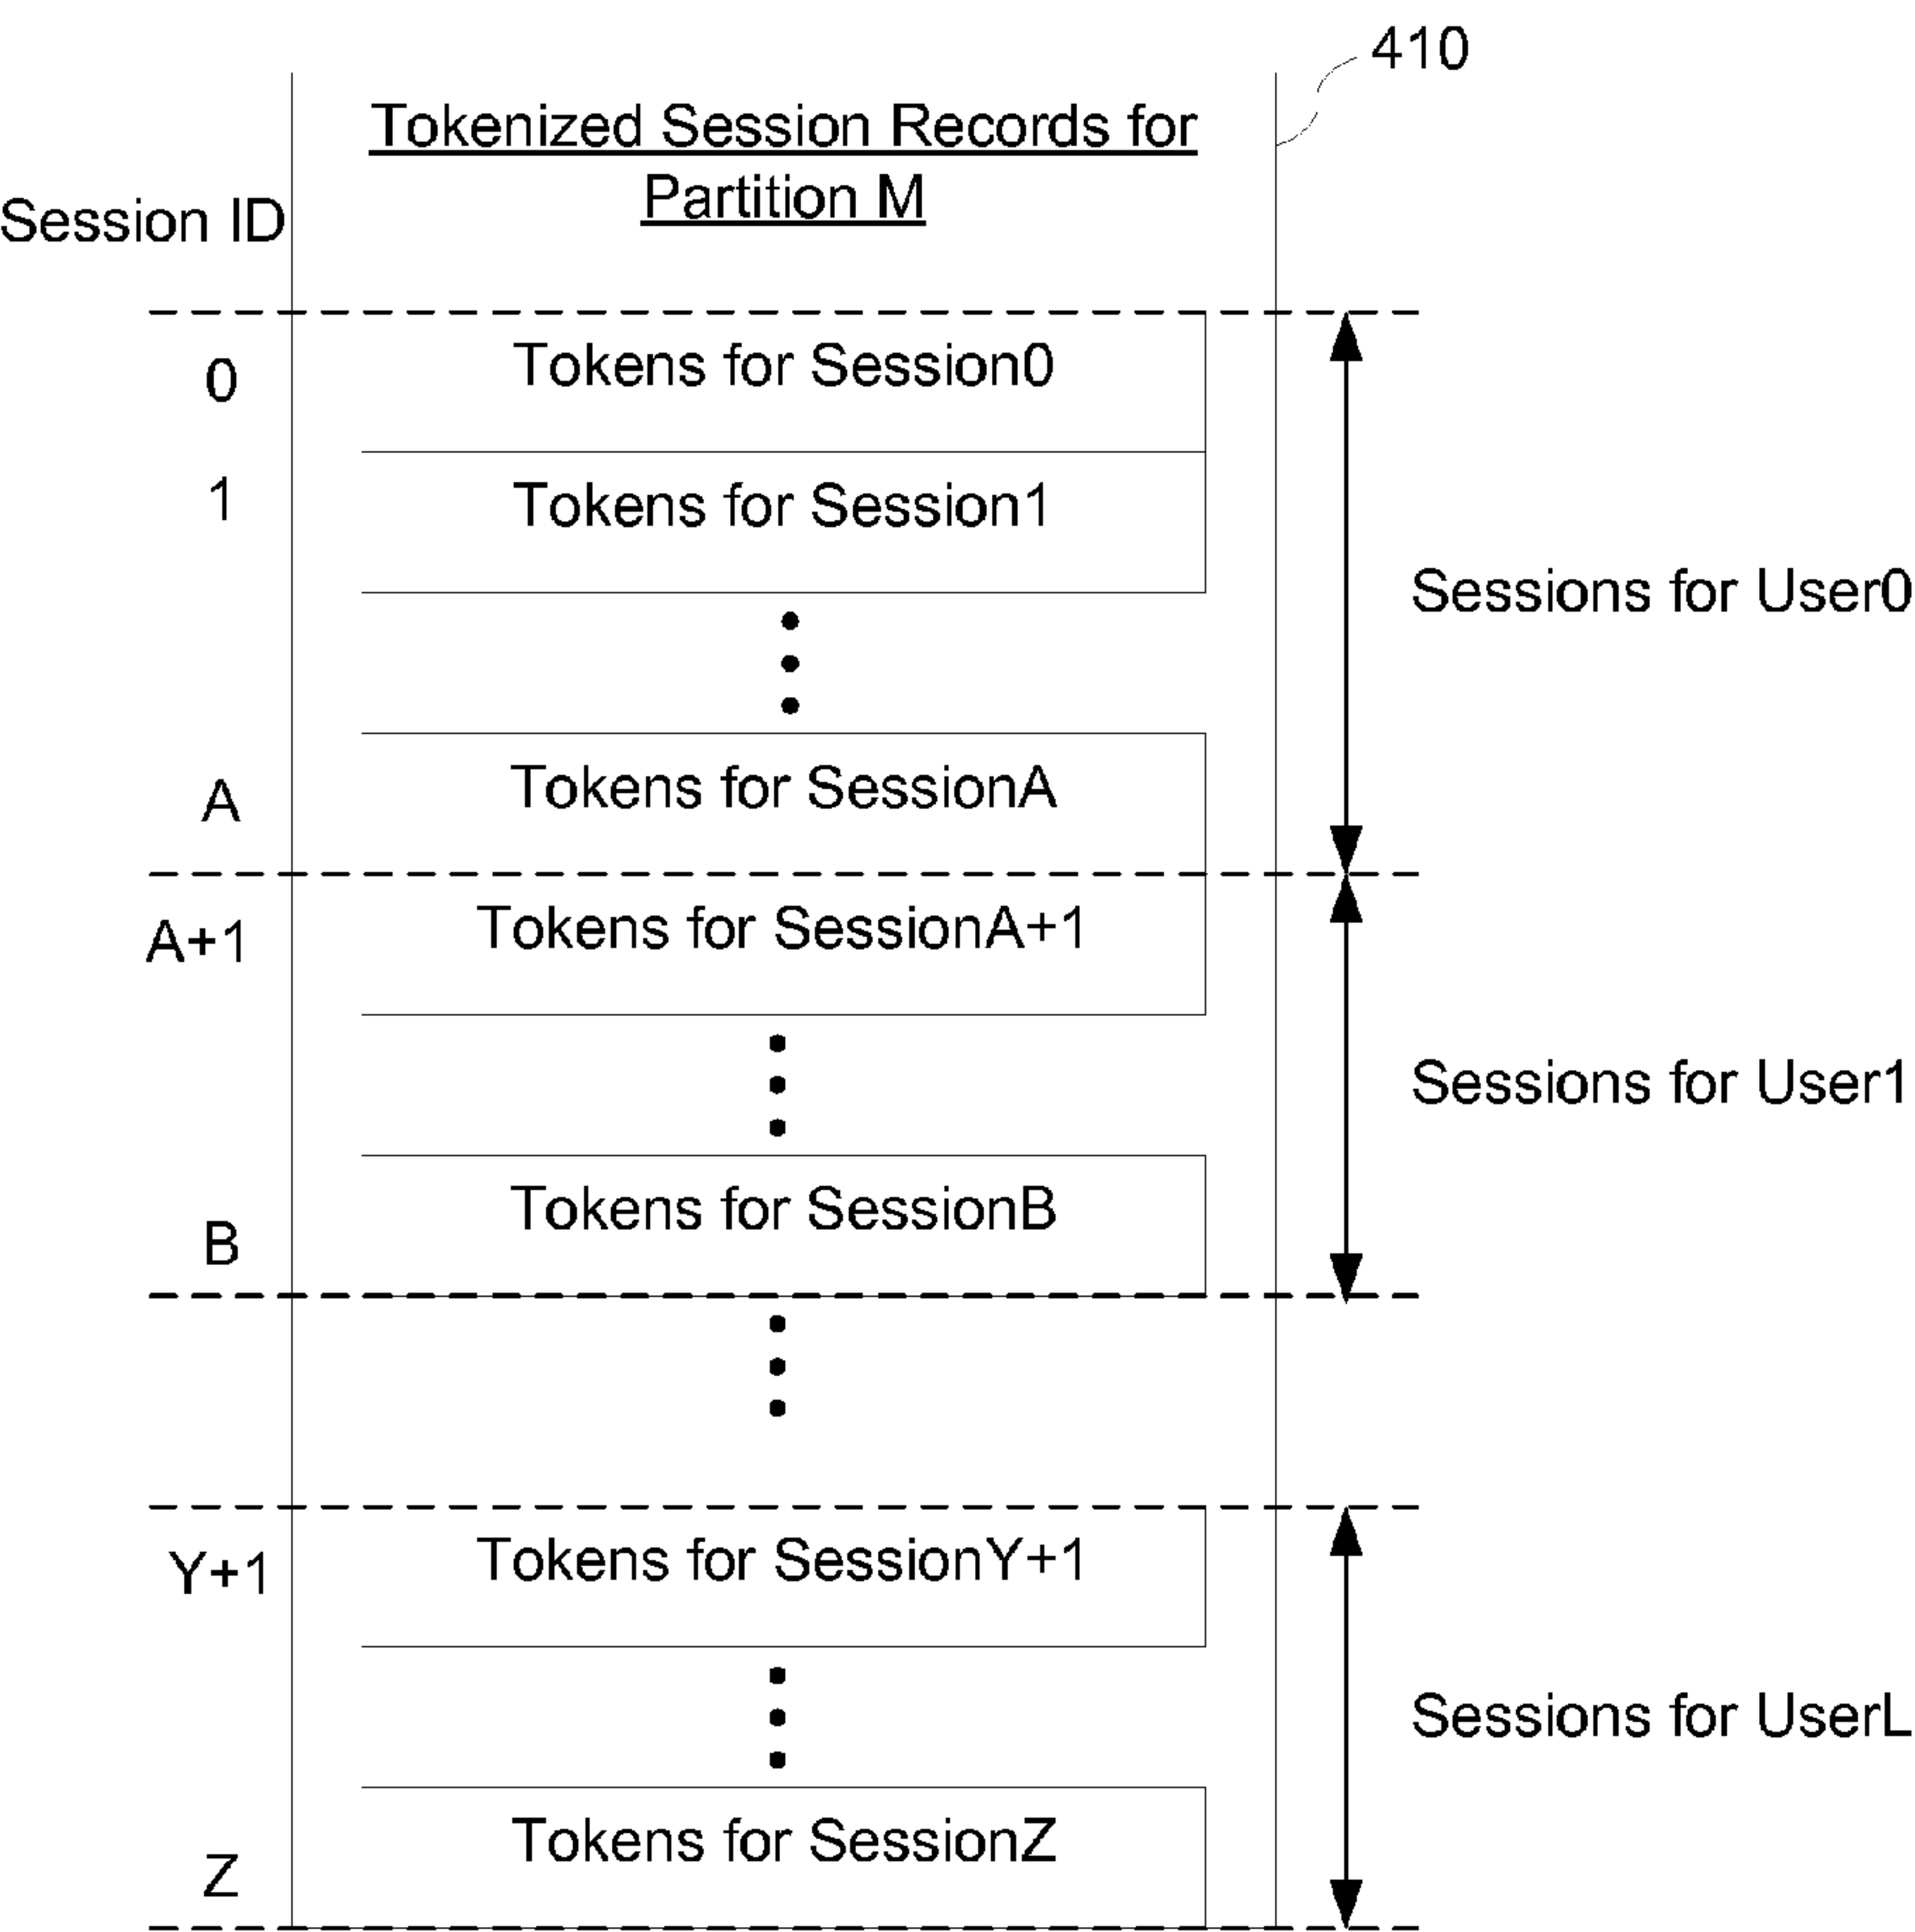 410
Tokenized Session Records for
Partition M
Session ID
0
Tokens for Session0
1
Tokens for Session1
Sessions for User0
A
Tokens for SessionA
A+1
Tokens for SessionA+1
Sessions for User1
B
Tokens for SessionB
Y+1
Tokens for SessionY+1
Sessions for UserL
Z
Tokens for SessionZ